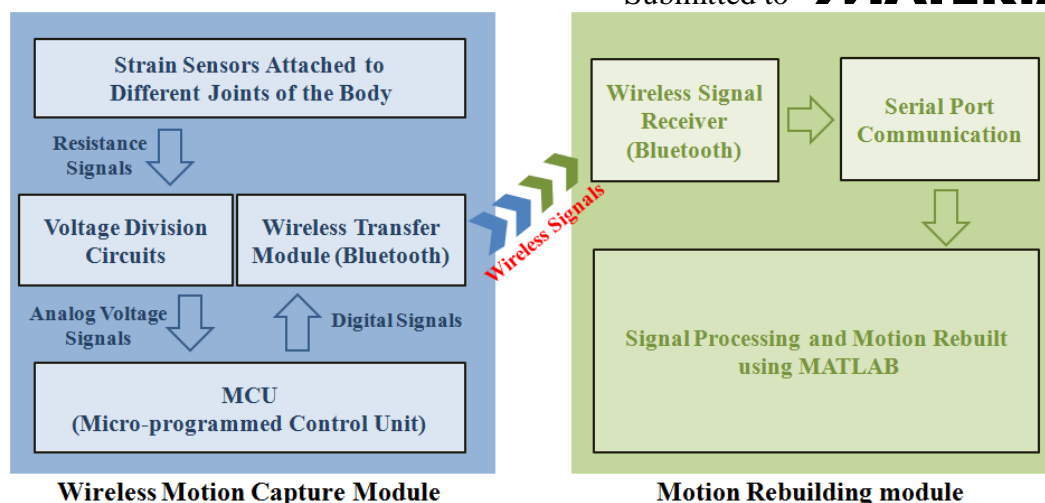 Submitted to
Strain Sensors Attached to
Different Joints of the Body
Resistance
Signals
Voltage Division
Circuits
Wireless Transfer
Module (Bluetooth)
Analog Voltage
Signals
Digital Signals
MCU
(Micro-programmed Control Unit)
Wireless Motion Capture Module
Wireless Signals
Wireless Signal
Receiver
(Bluetooth)
Serial Port
Communication
Signal Processing and Motion Rebuilt
using MATLAB
Motion Rebuilding module